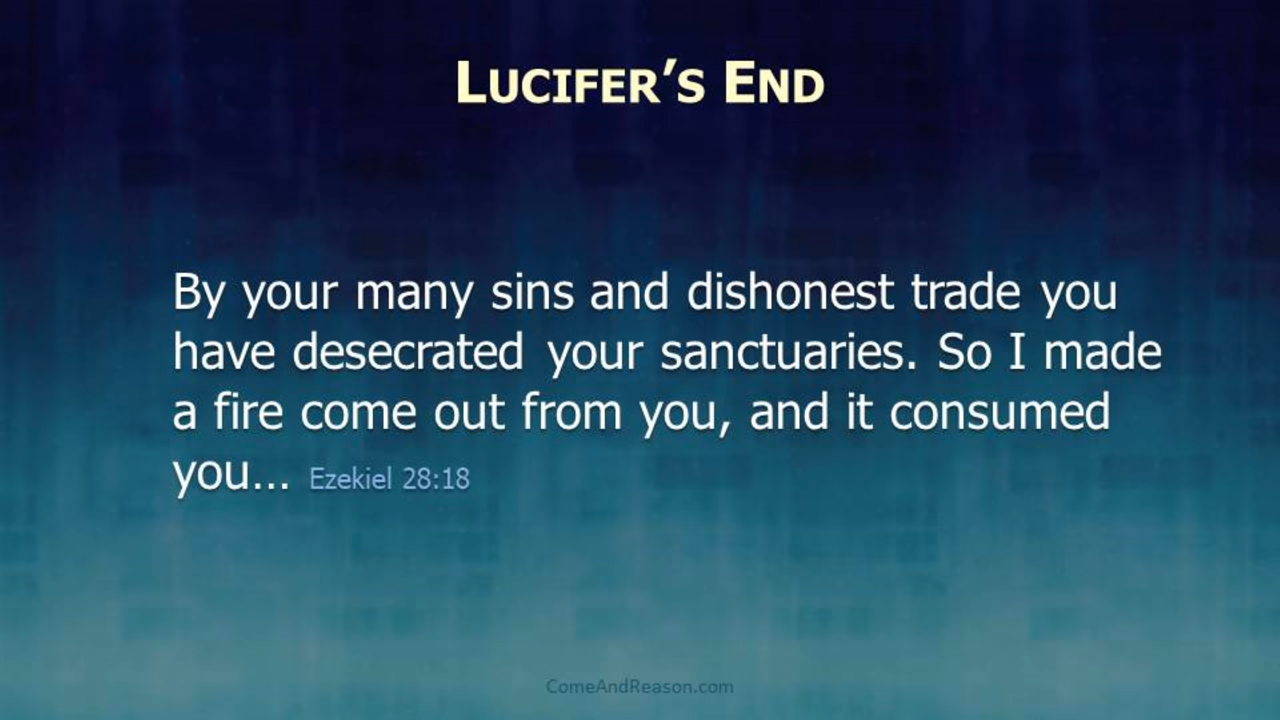 LUCIFER'S END
By your many sins and dishonest trade you
have desecrated your sanctuaries. So I made
a fire come out from you, and it consumed
you... Ezekiel 28:18
ComeAndReason.com